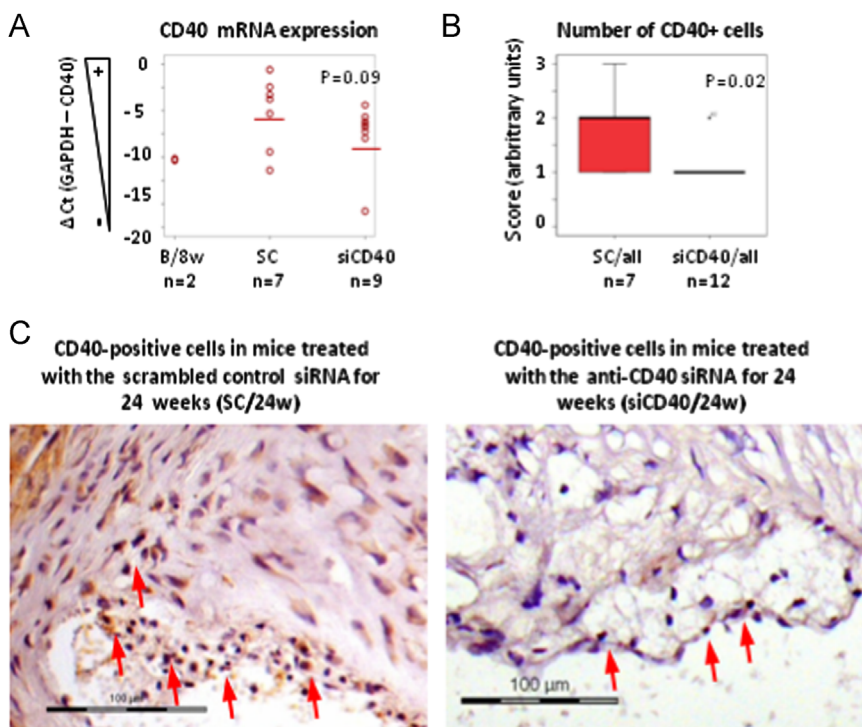 A
CD40 mRNA expression
Δ Ct (GAPDH – CD40)
+
-
0
-5
-10
-15
-20
P=0.09
B/8w
SC
siCD40
n=2
n=7
n=9
B
Number of CD40+ cells
Score (arbritrary units)
3
2
1
0
P=0.02
SC/all
siCD40/all
n=7
n=12
C
CD40-positive cells in mice treated
with the scrambled control siRNA for
24 weeks (SC/24w)
100 µm
CD40-positive cells in mice treated
with the anti-CD40 siRNA for 24
weeks (siCD40/24w)
100 µm